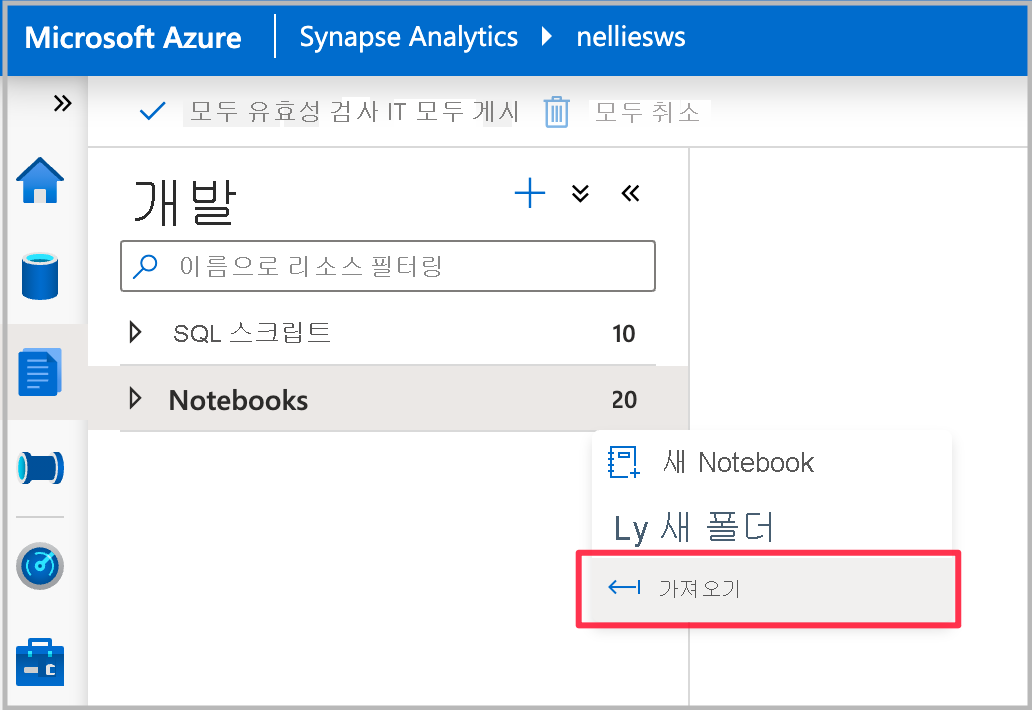 Microsoft Azure Synapse Analytics nelliesws
모두 유효성 검사 IT 모두 게시 모두 취소
개발
이름으로 리소스 필터링
SQL 스크립트 10
Notebooks 20
새 Notebook
Ly 새 폴더
가져오기